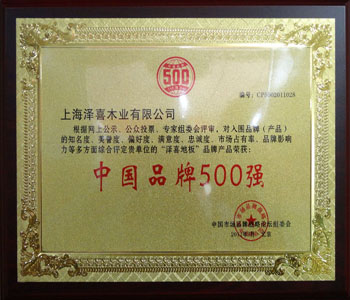 500
编号：CPP002011028
上海泽喜木业有限公司
根据网上公示、公众投票、专家组委会评审，对入围品牌（产品）
的知名度、美誉度、偏好度、满意度、忠诚度、市场占有率、品牌影响
力等多方面综合评定贵单位的“泽喜地板”品牌产品荣获：
中国品牌500强